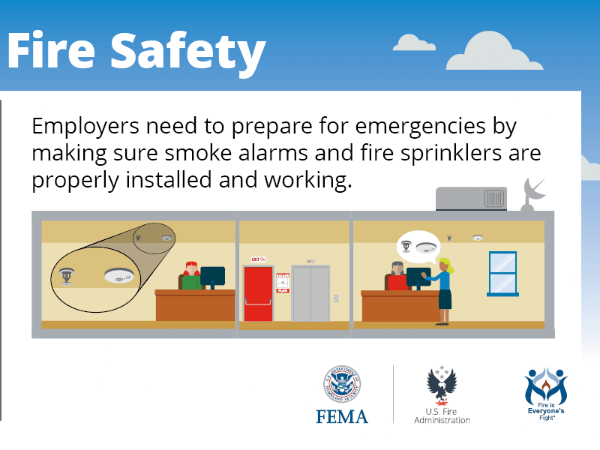 Fire Safety
Employers need to prepare for emergencies by
making sure smoke alarms and fire sprinklers are
properly installed and working.
EXIT
FEMA
U.S. Fire
Administration
Fire is
Everyone's
Fight®